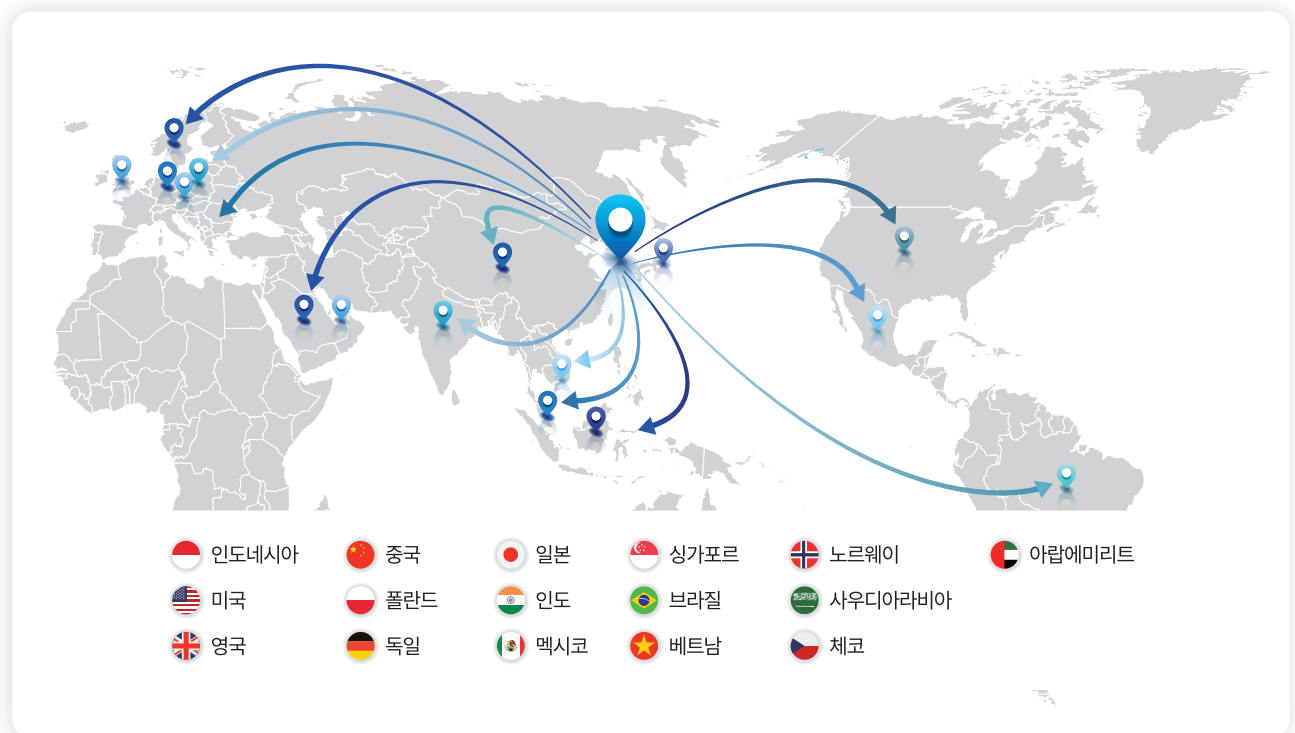 인도네시아 중국 일본 싱가포르 노르웨이 아랍에미리트
미국 폴란드 인도 브라질 사우디아라비아
영국 독일 멕시코 베트남 체코